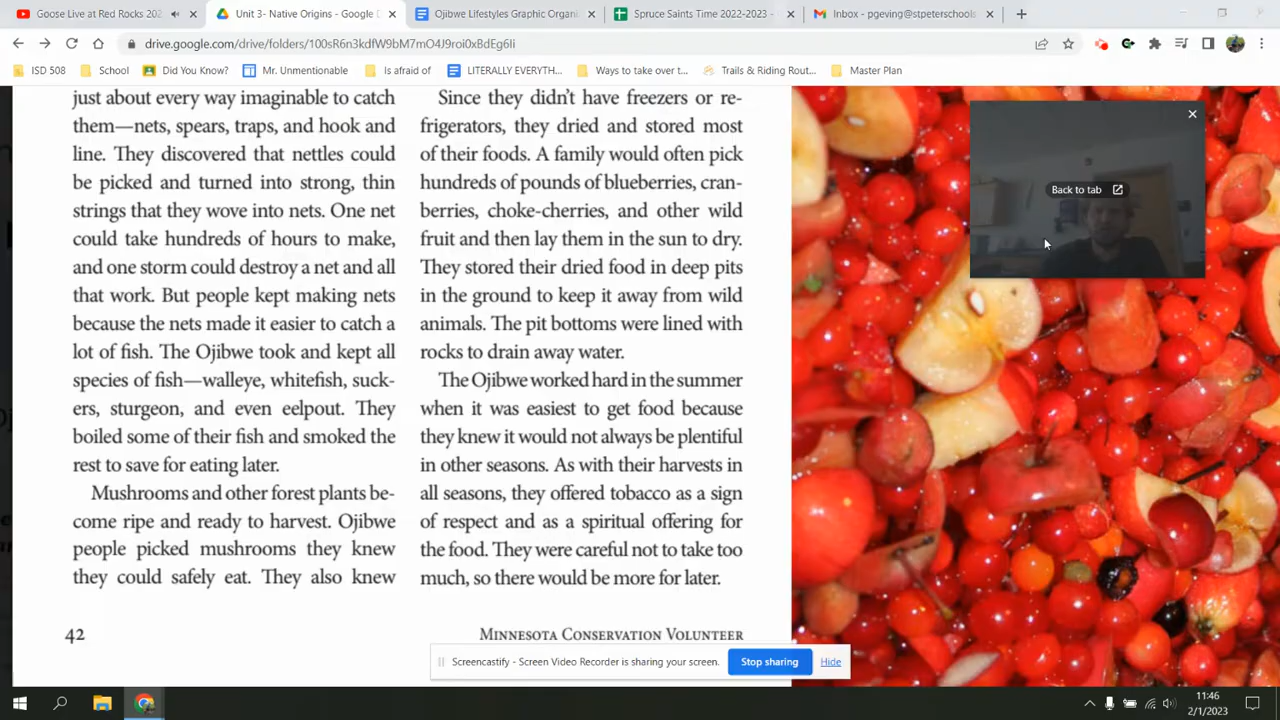 Goose Live at Red Rocks 202
Unit 3- Native Origins - Google D
Ojibwe Lifestyles Graphic Organi
Spruce Saints Time 2022-2023 -
Inbox - pgeving@stpeterschools
drive.google.com/drive/folders/100sR6n3kdfW9bM7mO4J9roi0xBdEg6Ii
ISD 508
School
Did You Know?
Mr. Unmentionable
Is afraid of
LITERALLY EVERYTH...
Ways to take over t...
Trails & Riding Rout...
Master Plan
just about every way imaginable to catch
them—nets, spears, traps, and hook and
line. They discovered that nettles could
be picked and turned into strong, thin
strings that they wove into nets. One net
could take hundreds of hours to make,
and one storm could destroy a net and all
that work. But people kept making nets
because the nets made it easier to catch a
lot of fish. The Ojibwe took and kept all
species of fish—walleye, whitefish, suck-
ers, sturgeon, and even eelpout. They
boiled some of their fish and smoked the
rest to save for eating later.
Mushrooms and other forest plants be-
come ripe and ready to harvest. Ojibwe
people picked mushrooms they knew
they could safely eat. They also knew
42
Since they didn't have freezers or re-
frigerators, they dried and stored most
of their foods. A family would often pick
hundreds of pounds of blueberries, cran-
berries, choke-cherries, and other wild
fruit and then lay them in the sun to dry.
They stored their dried food in deep pits
in the ground to keep it away from wild
animals. The pit bottoms were lined with
rocks to drain away water.
The Ojibwe worked hard in the summer
when it was easiest to get food because
they knew it would not always be plentiful
in other seasons. As with their harvests in
all seasons, they offered tobacco as a sign
of respect and as a spiritual offering for
the food. They were careful not to take too
much, so there would be more for later.
Minnesota Conservation Volunteer
Back to tab
Screencastify - Screen Video Recorder is sharing your screen.
Stop sharing
Hide
11:46
2/1/2023